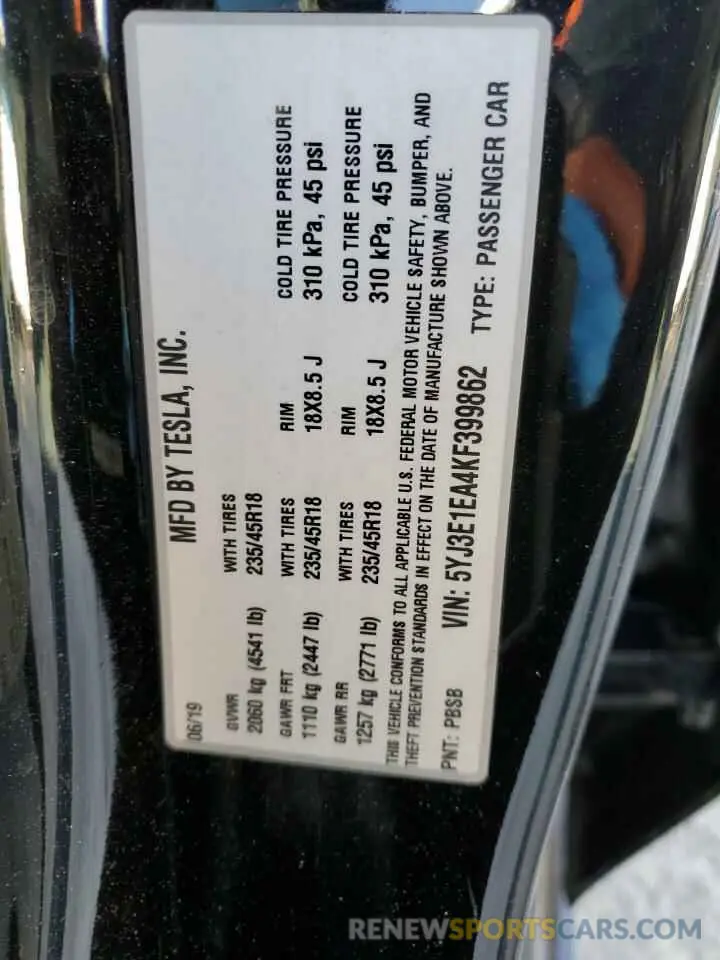 06/19
MFD BY TESLA, INC.
GVWR WITH TIRES
2060 kg (4541 lb) 235/45R18
GAWR FRT WITH TIRES RIM COLD TIRE PRESSURE
1110 kg (2447 lb) 235/45R18 18X8.5 J 310 kPa, 45 psi
GAWR RR WITH TIRES RIM COLD TIRE PRESSURE
1257 kg (2771 lb) 235/45R18 18X8.5 J 310 kPa, 45 psi
THIS VEHICLE CONFORMS TO ALL APPLICABLE U.S. FEDERAL MOTOR VEHICLE SAFETY, BUMPER, AND
THEFT PREVENTION STANDARDS IN EFFECT ON THE DATE OF MANUFACTURE SHOWN ABOVE.
PNT: PBSB VIN: 5YJ3E1EA4KF399862 TYPE: PASSENGER CAR
RENEWSPORTSCARS.COM